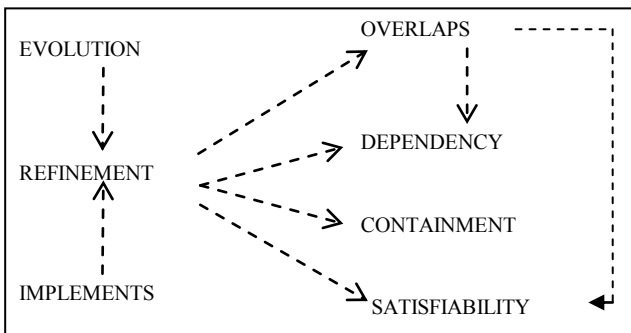 OVERLAPS
EVOLUTION
DEPENDENCY
REFINEMENT
CONTAINMENT
IMPLEMENTS
SATISFIABILITY